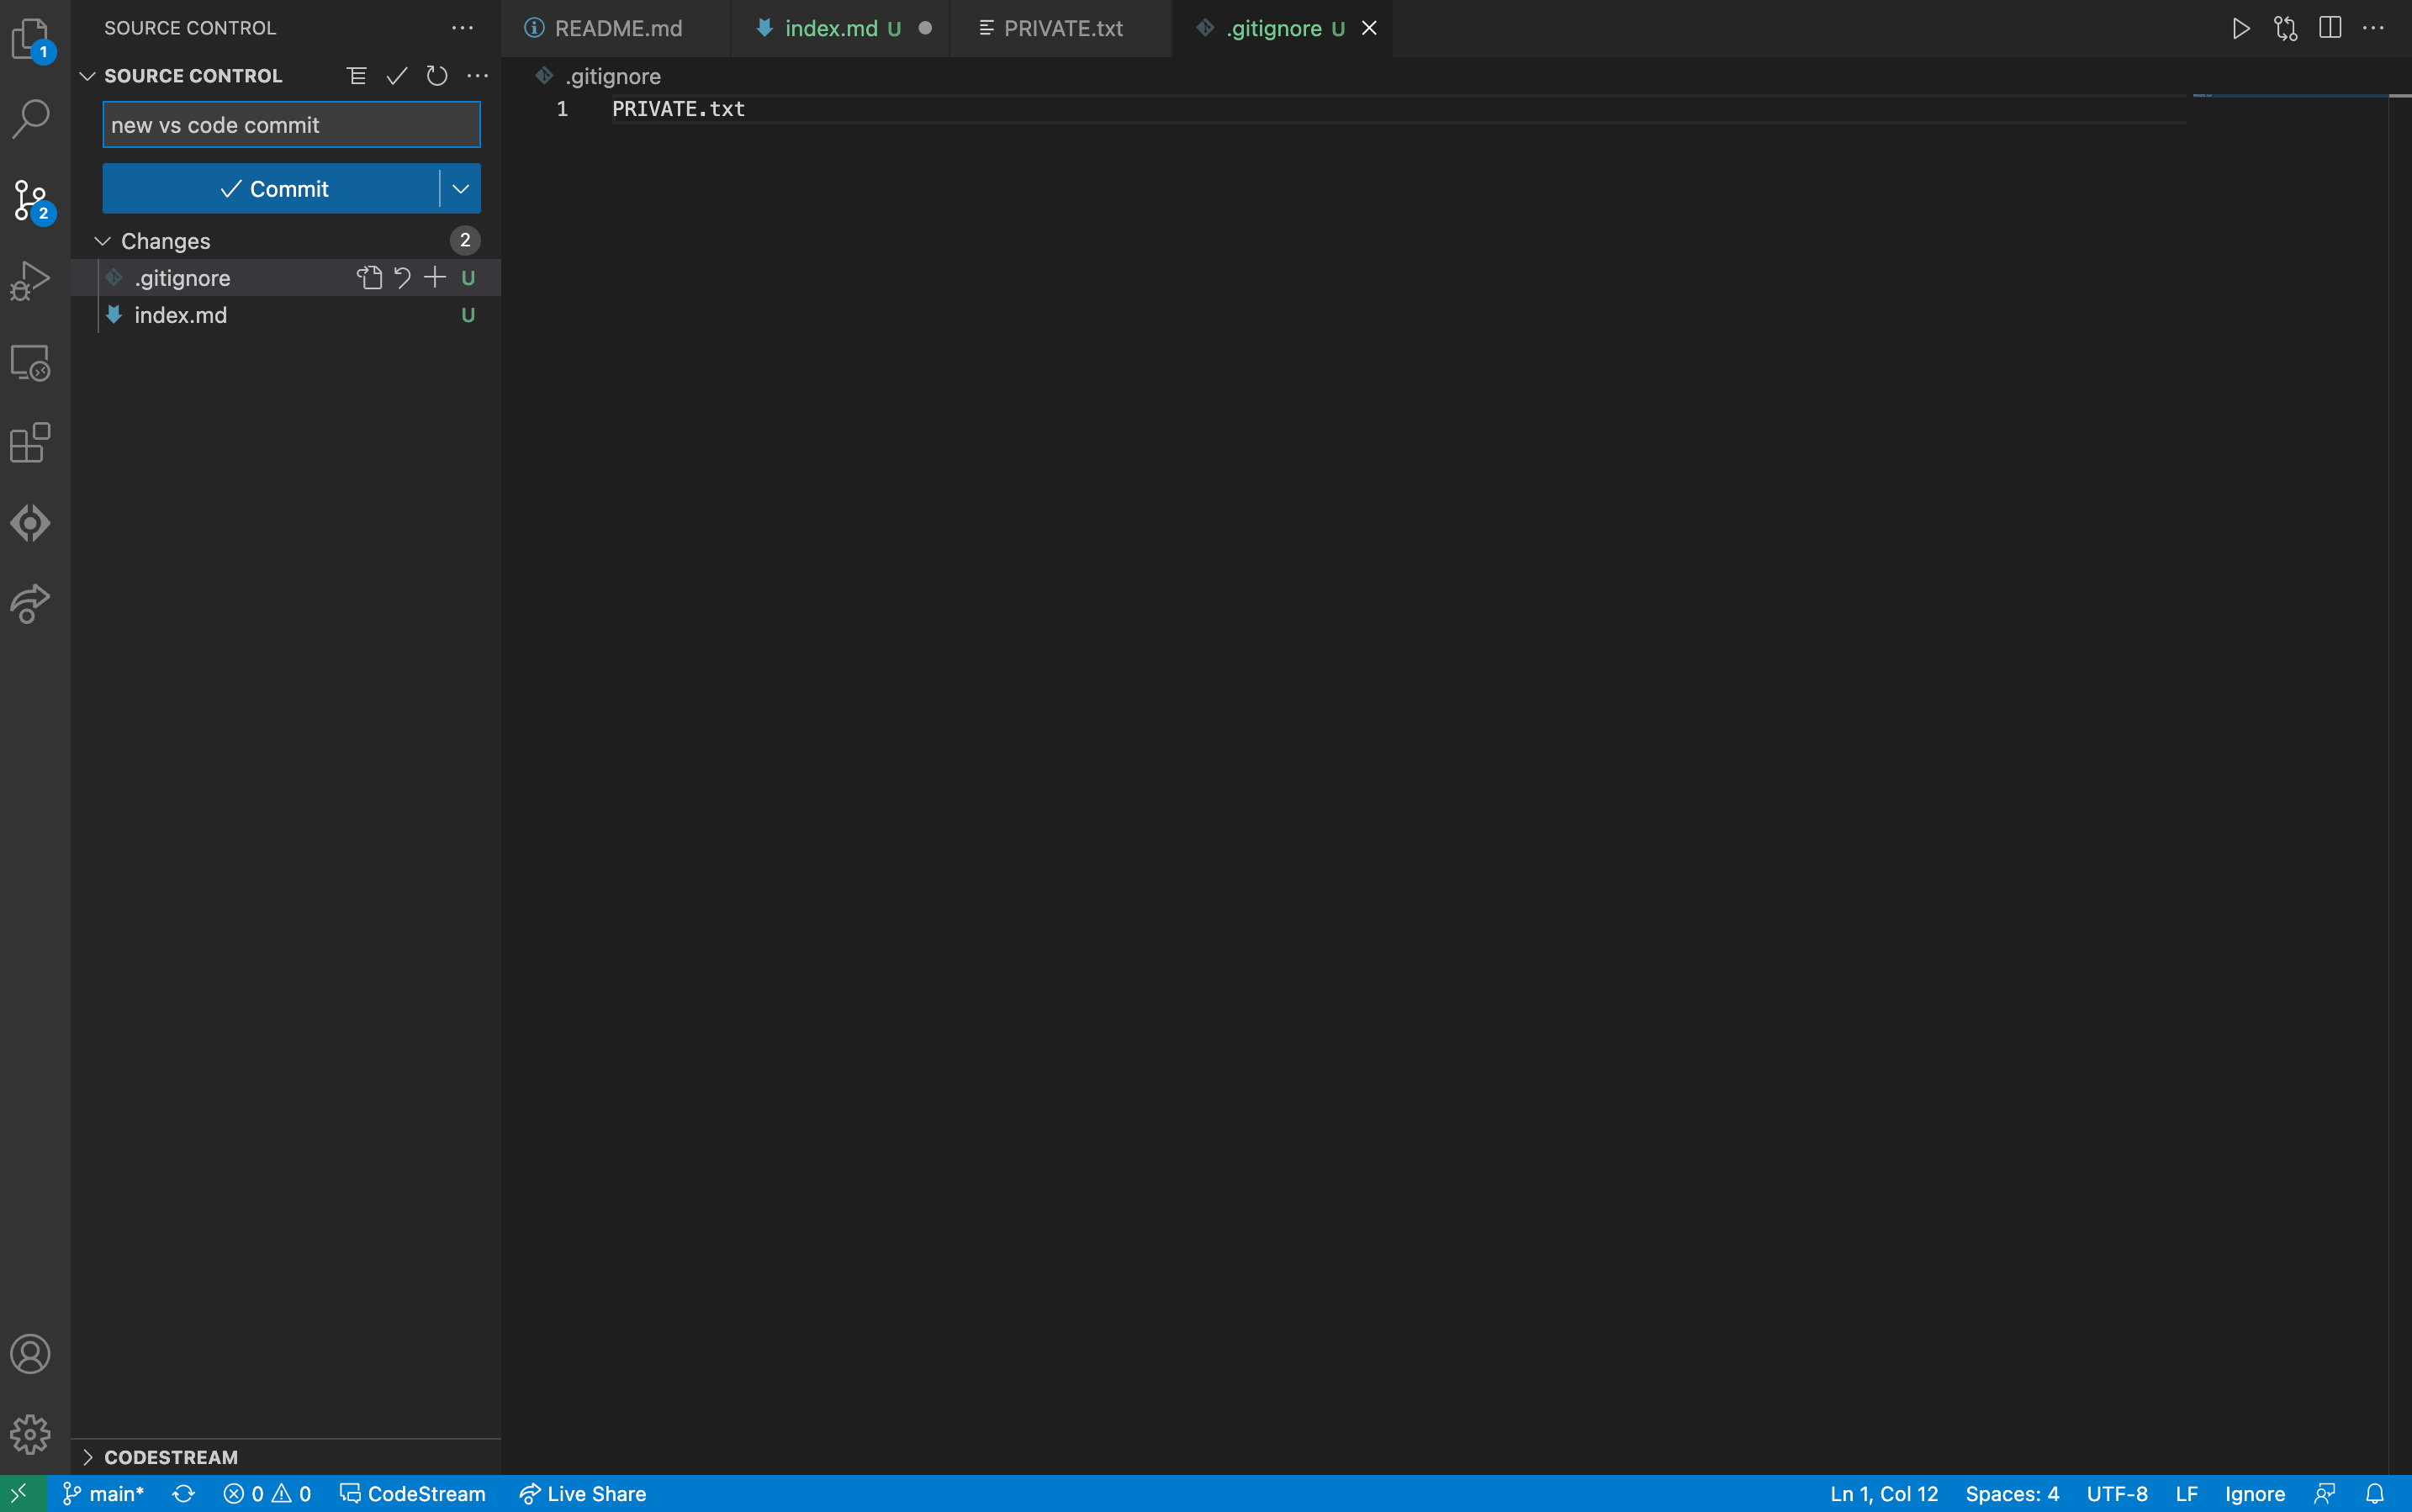 SOURCE CONTROL
SOURCE CONTROL
new vs code commit
Commit
Changes 2
.gitignore U
index.md U
CODESTREAM
1
2
README.md index.md U PRIVATE.txt .gitignore U
.gitignore
1 PRIVATE.txt
main* 0 0 CodeStream Live Share Ln 1, Col 12 Spaces: 4 UTF-8 LF Ignore